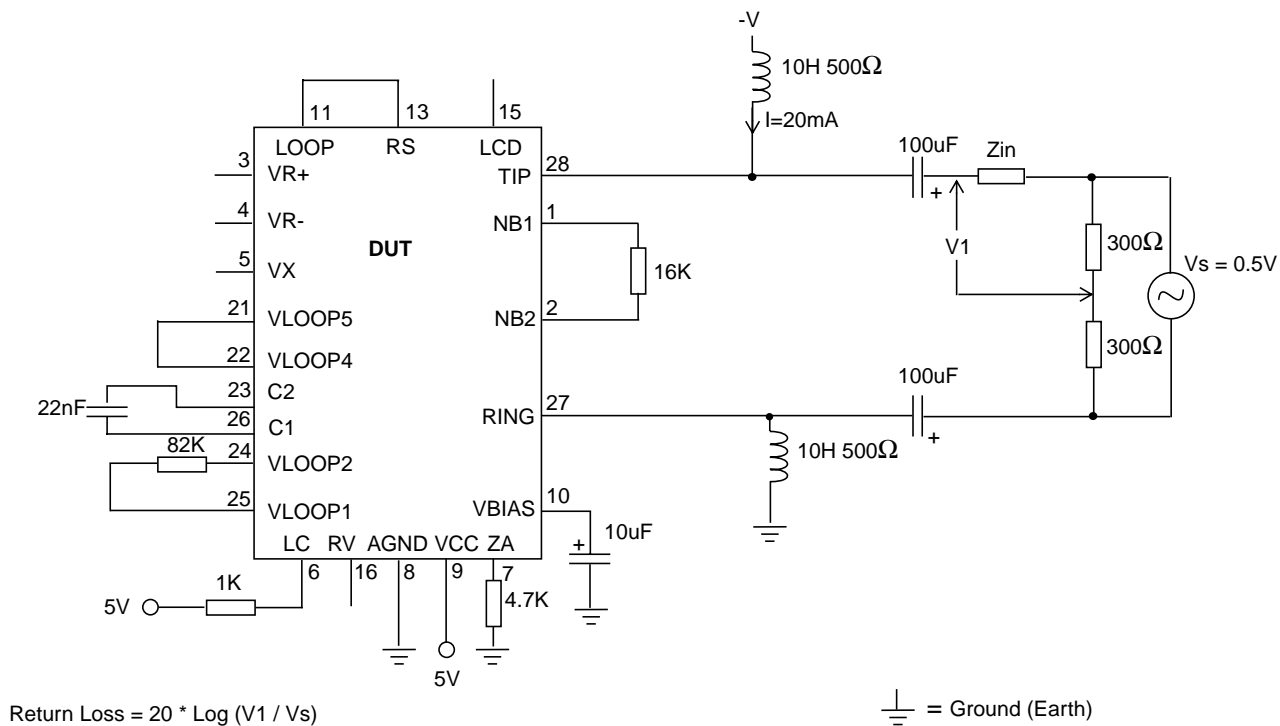 -V
10H 500Ω
I=20mA
11
13
15
LOOP
RS
LCD
3
VR+
28
TIP
100uF
+
Zin
4
VR-
1
NB1
DUT
V1
300Ω
5
VX
16K
Vs = 0.5V
21
VLOOP5
2
NB2
22
VLOOP4
300Ω
23
C2
22nF
26
C1
27
RING
100uF
+
82K
24
VLOOP2
10H 500Ω
25
VLOOP1
10
VBIAS
10uF
+
LC
RV
AGND
VCC
ZA
6
16
8
9
7
1K
4.7K
5V
5V
Return Loss = 20 * Log (V1 / Vs)
= Ground (Earth)